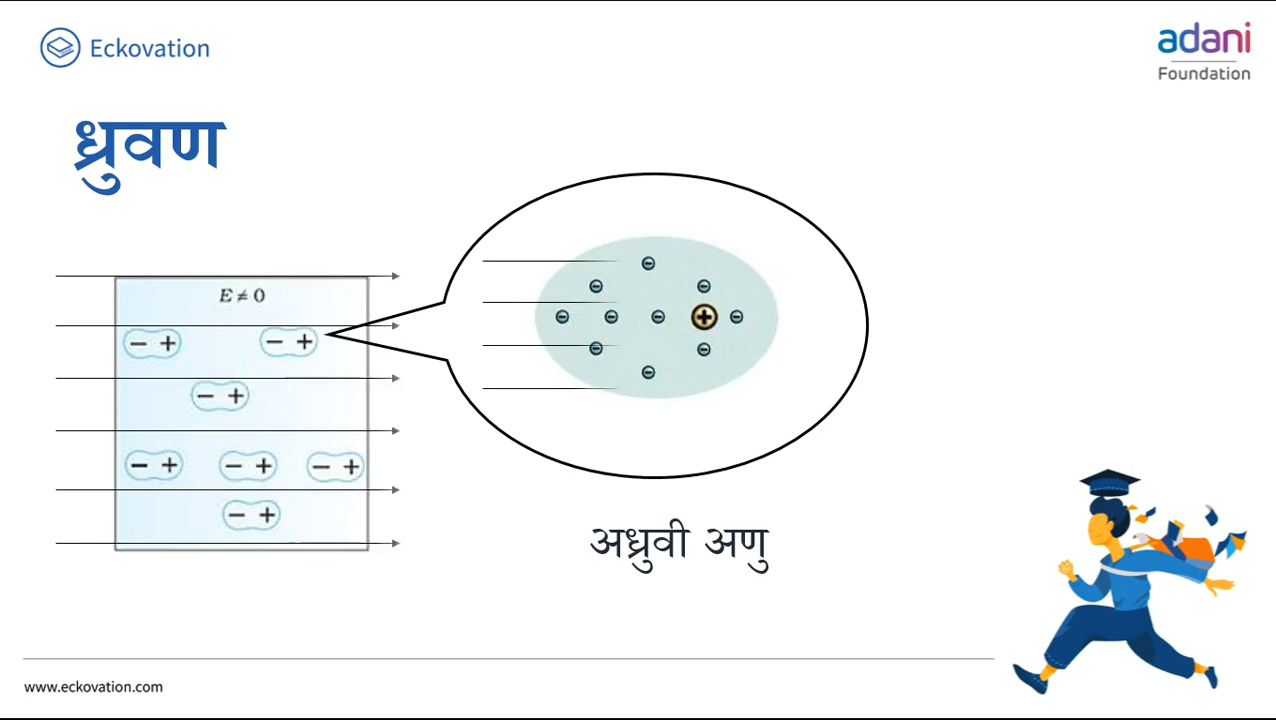 Eckovation
adani
Foundation
ध्रुवण
E ≠ 0
− +
− +
− +
− +
− +
− +
− +
अध्रुवी अणु
www.eckovation.com